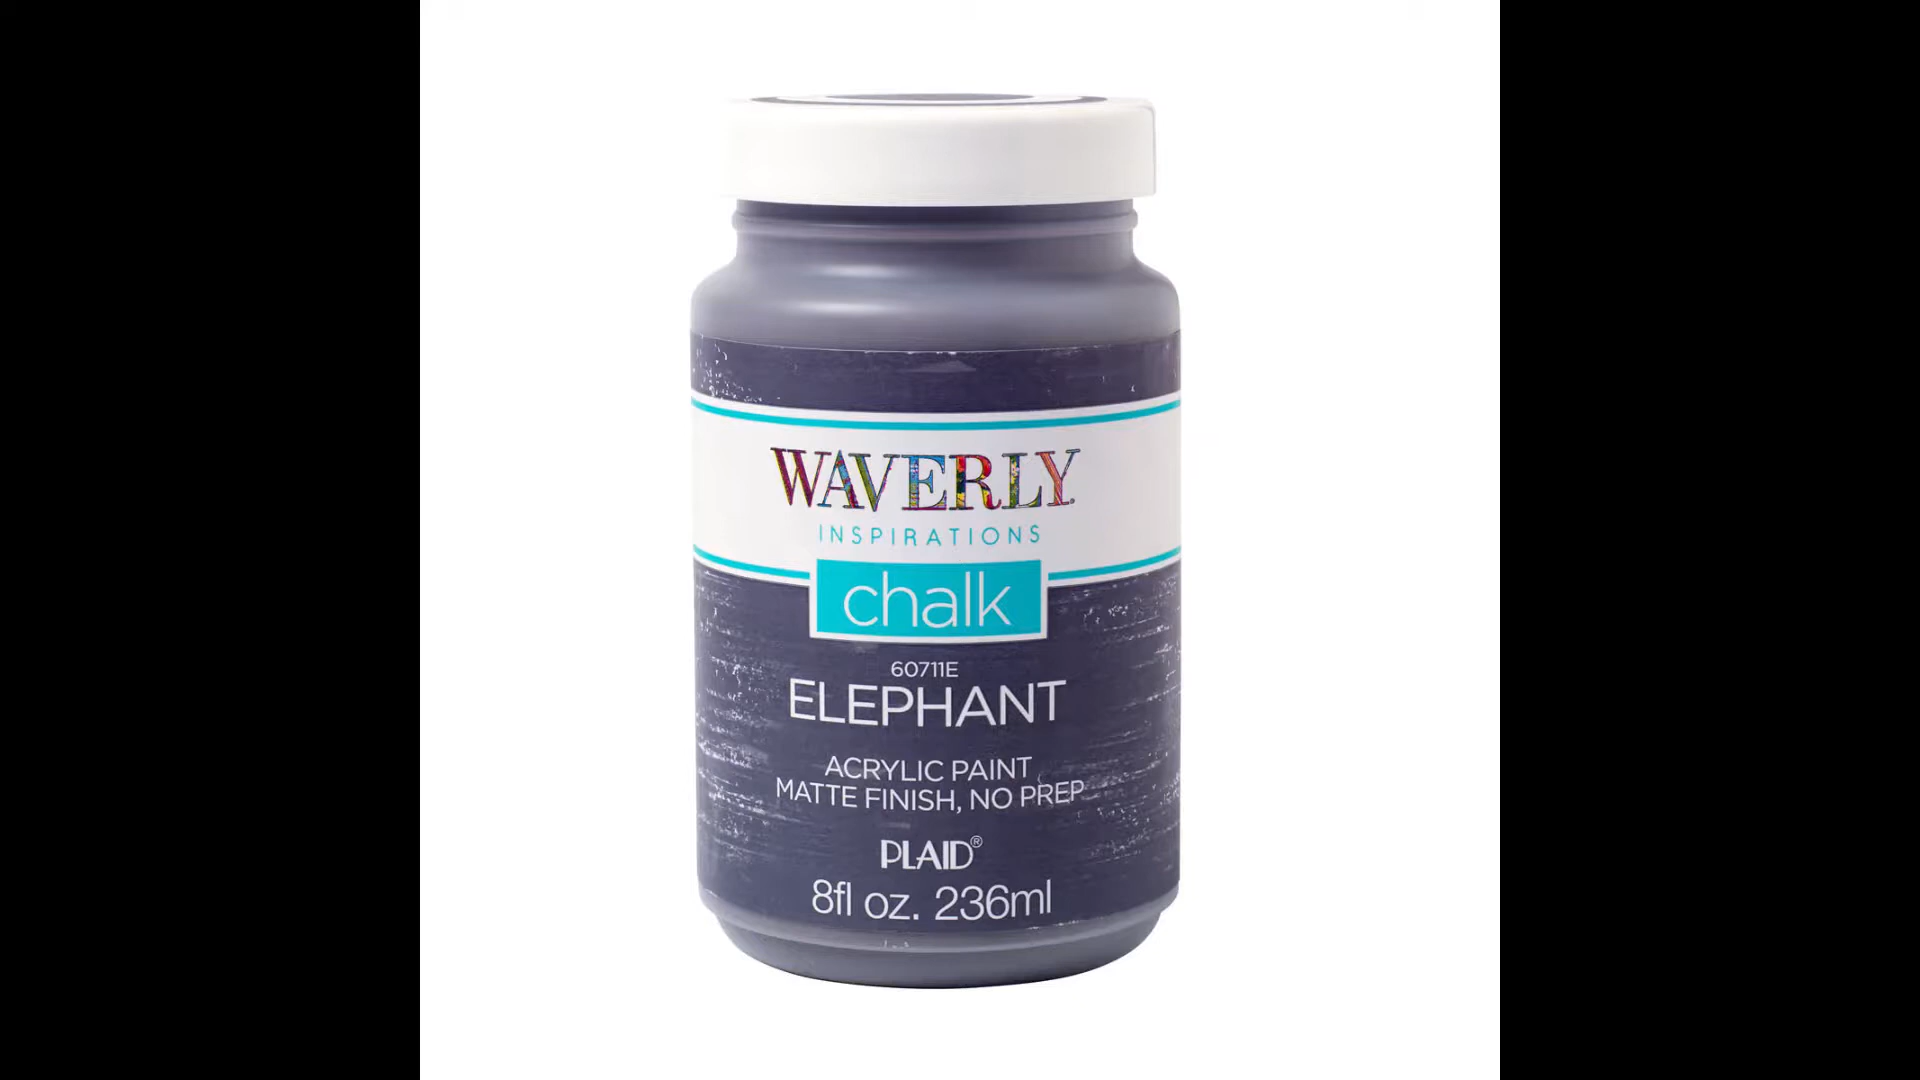 WAVERLY
INSPIRATIONS
chalk
60711E
ELEPHANT
ACRYLIC PAINT
MATTE FINISH, NO PREP
PLAID®
8fl oz. 236ml